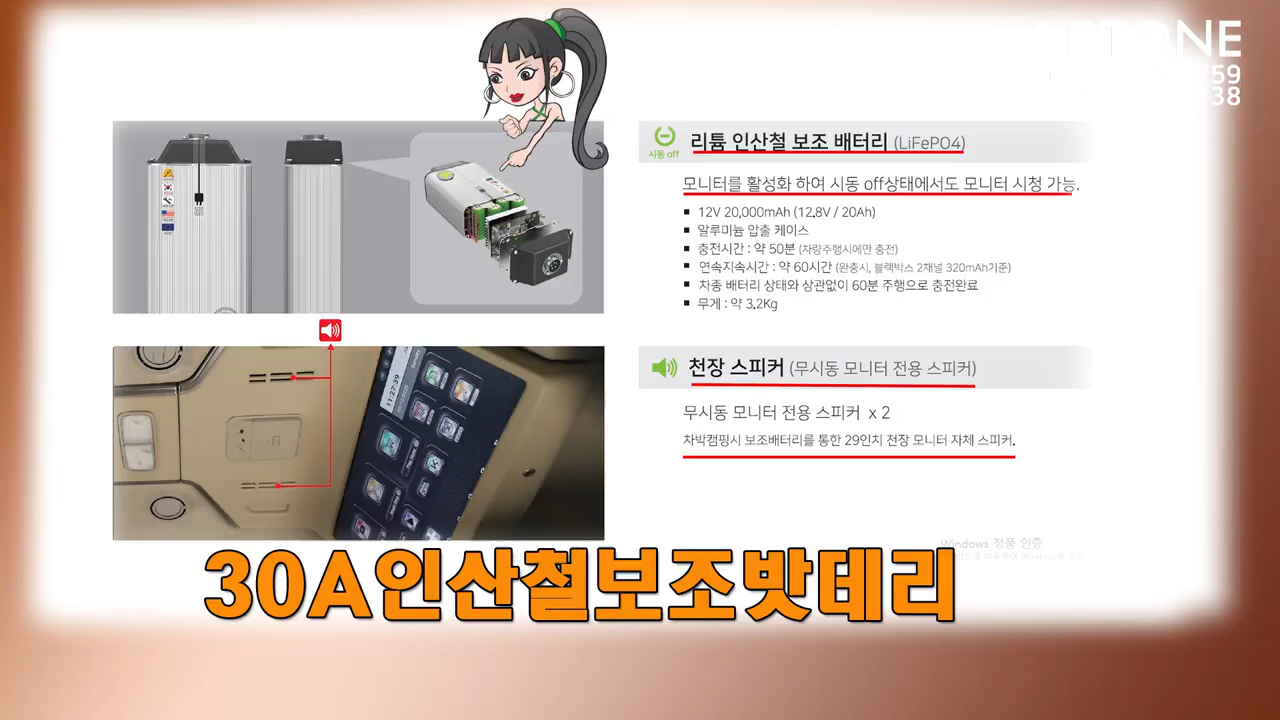 59
38
시동 off
리튬 인산철 보조 배터리 (LiFePO4)
모니터를 활성화 하여 시동 off상태에서도 모니터 시청 가능.
■ 12V 20,000mAh (12.8V / 20Ah)
■ 알루미늄 압출 케이스
■ 충전시간 : 약 50분 (차량주행시에만 충전)
■ 연속지속시간 : 약 60시간 (완충시, 블랙박스 2채널 320mAh기준)
■ 차종 배터리 상태와 상관없이 60분 주행으로 충전완료
■ 무게 : 약 3.2Kg
천장 스피커 (무시동 모니터 전용 스피커)
무시동 모니터 전용 스피커 x 2
차박캠핑시 보조배터리를 통한 29인치 천장 모니터 자체 스피커.
11:27:39
Windows 정품 인증
30A인산철보조밧데리